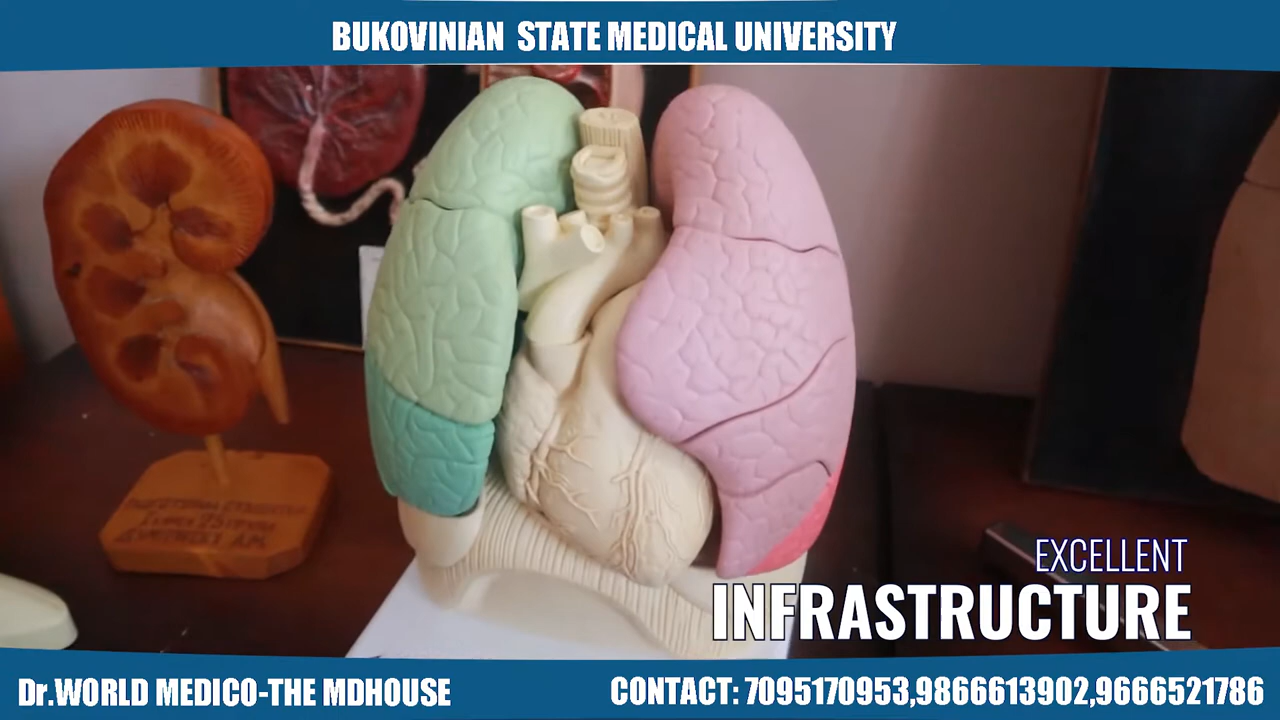 BUKOVINIAN STATE MEDICAL UNIVERSITY
EXCELLENT
INFRASTRUCTURE
Dr.WORLD MEDICO-THE MDHOUSE
CONTACT: 7095170953,9866613902,9666521786